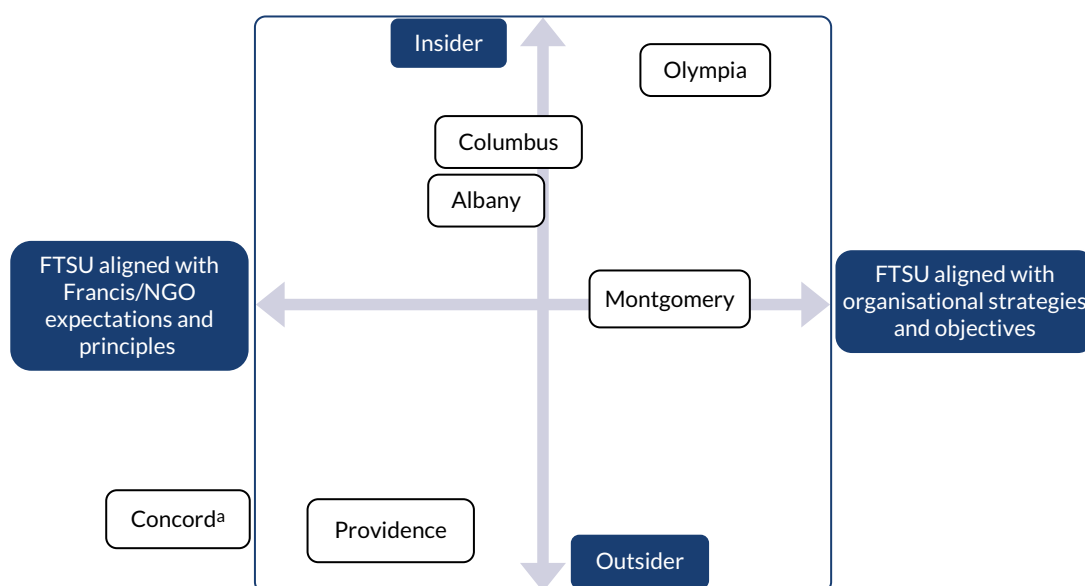 Insider
Olympia
Columbus
Albany
FTSU aligned with
Francis/NGO
expectations and
principles
Montgomery
FTSU aligned with
organisational strategies
and objectives
Concordᵃ
Providence
Outsider